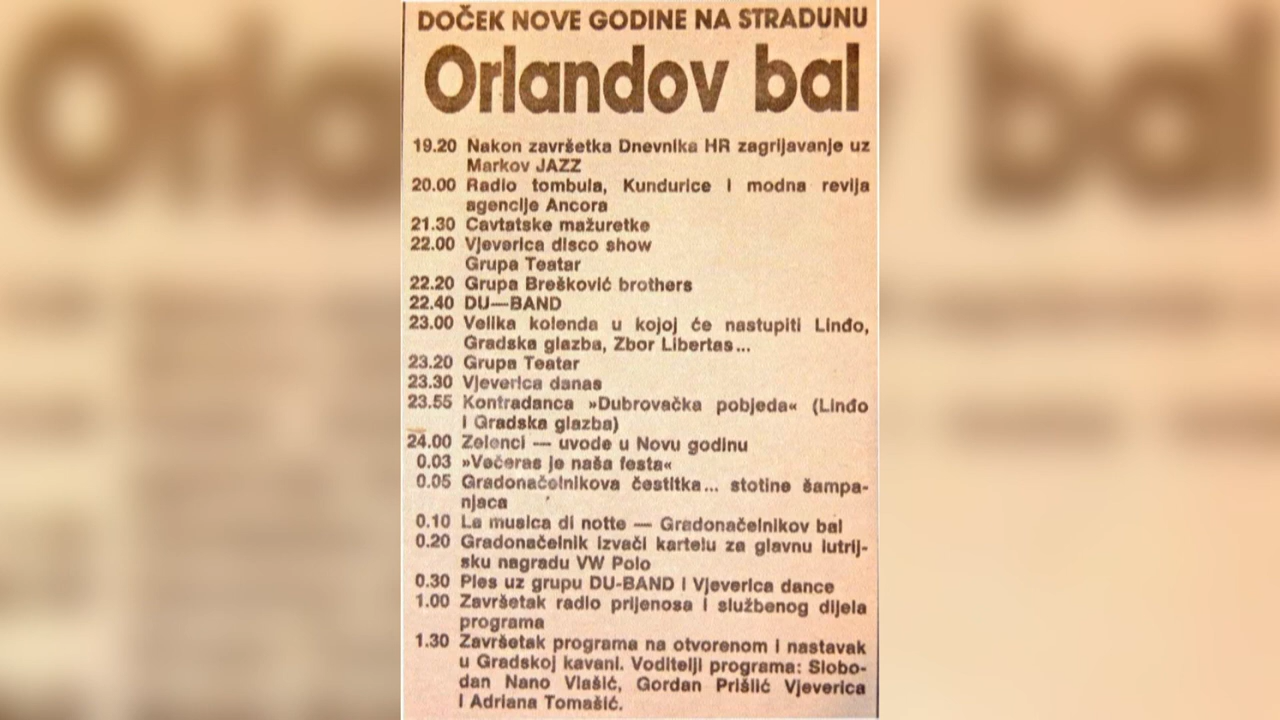 DOČEK NOVE GODINE NA STRADUNU
Orlandov bal
19.20 Nakon završetka Dnevnika HR zagrijavanje uz
Markov JAZZ
20.00 Radio tombula, Kundurice i modna revija
agencije Ancora
21.30 Cavtatske mažuretke
22.00 Vjeverica disco show
Grupa Teatar
22.20 Grupa Brešković brothers
22.40 DU—BAND
23.00 Velika kolenda u kojoj će nastupiti Linđo,
Gradska glazba, Zbor Libertas...
23.20 Grupa Teatar
23.30 Vjeverica danas
23.55 Kontradanca »Dubrovačka pobjeda« (Linđo
i Gradska glazba)
24.00 Zelenci — uvode u Novu godinu
0.03 »Večeras je naša festa«
0.05 Gradonačelnikova čestitka... stotine šampa-
njaca
0.10 La musica di notte — Gradonačelnikov bal
0.20 Gradonačelnik izvači kartelu za glavnu lutrij-
sku nagradu VW Polo
0.30 Ples uz grupu DU-BAND i Vjeverica dance
1.00 Završetak radio prijenosa i službenog dijela
programa
1.30 Završetak programa na otvorenom i nastavak
u Gradskoj kavani. Voditelji programa: Slobo-
dan Nano Vlašić, Gordan Prišlić Vjeverica
i Adriana Tomašić.